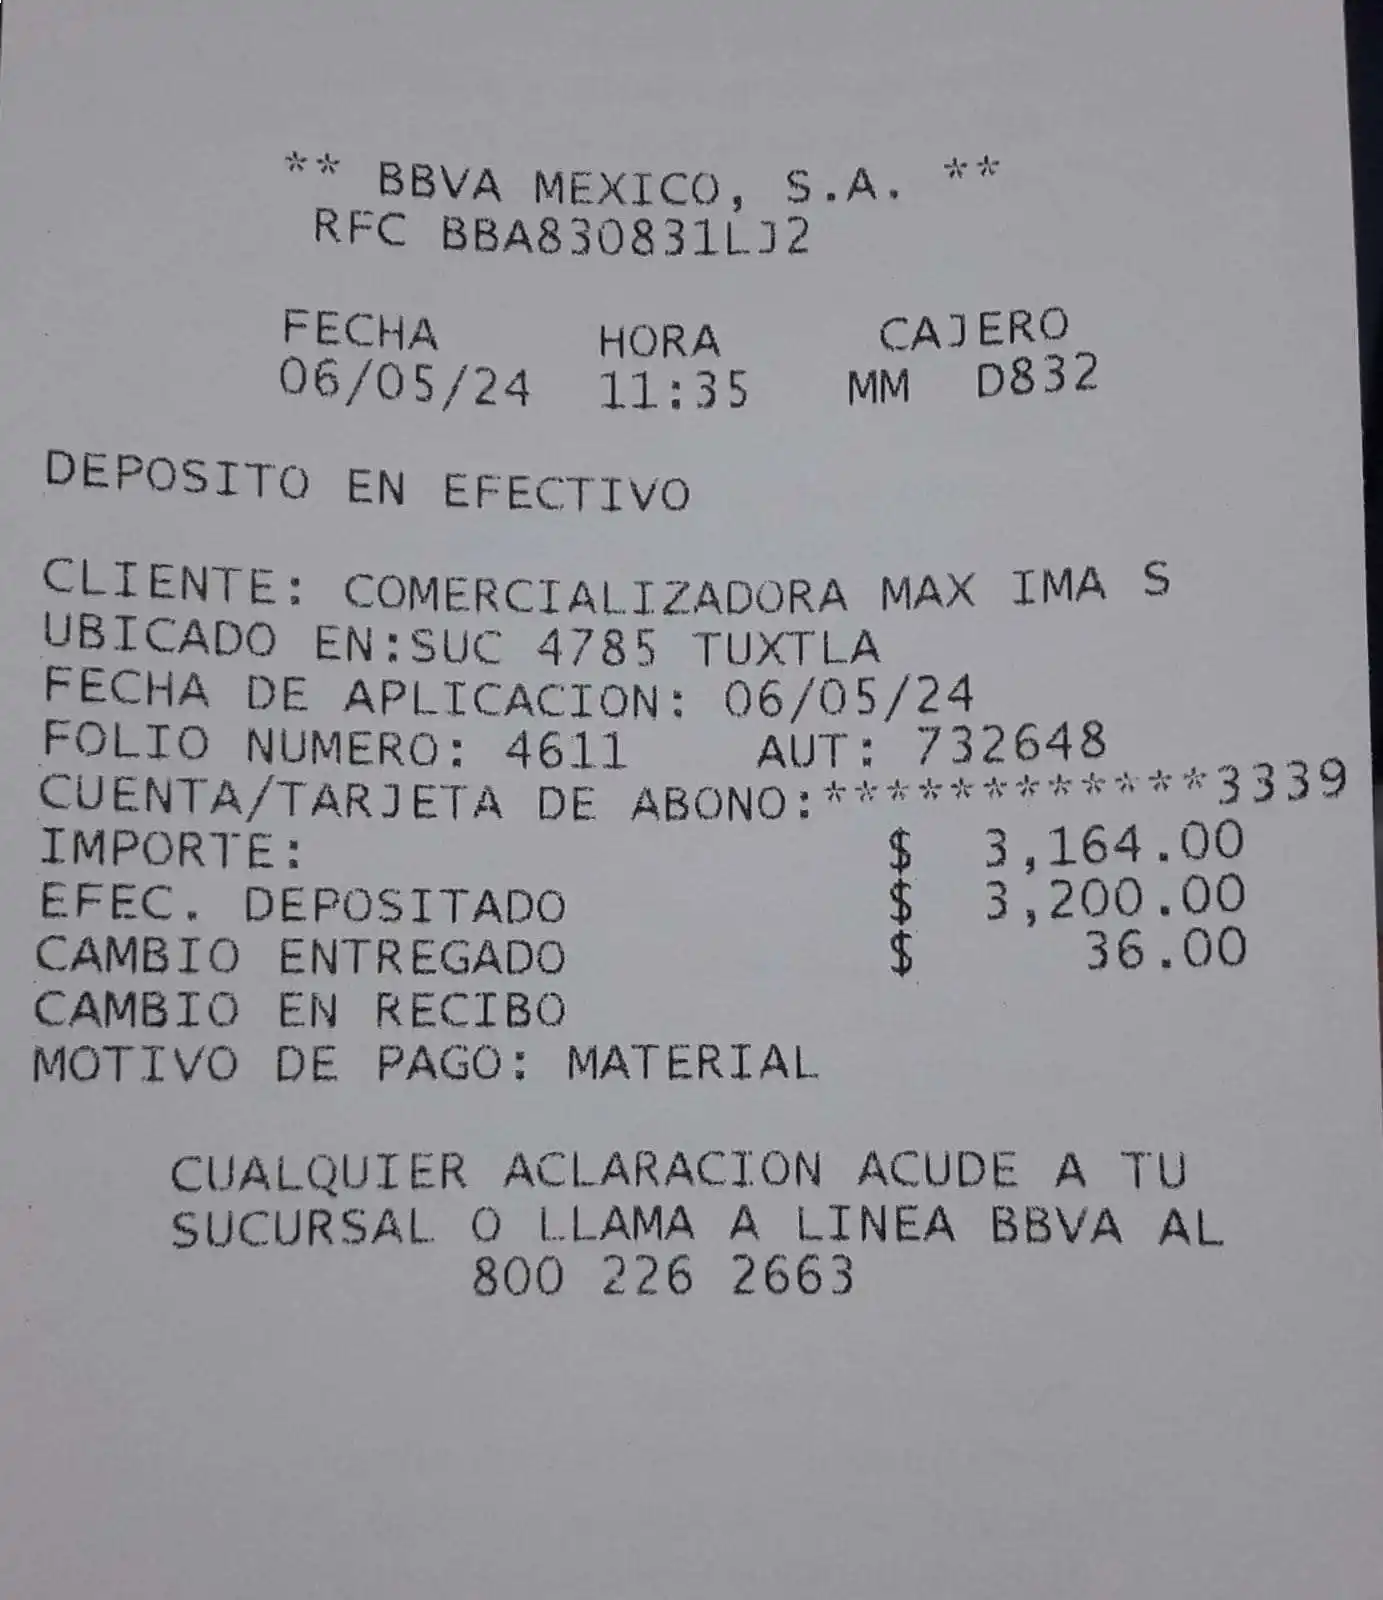 ** BBVA MEXICO, S.A. **
RFC BBA830831LJ2
FECHA HORA CAJERO
06/05/24 11:35 MM D832
DEPOSITO EN EFECTIVO
CLIENTE: COMERCIALIZADORA MAX IMA S
UBICADO EN:SUC 4785 TUXTLA
FECHA DE APLICACION: 06/05/24
FOLIO NUMERO: 4611 AUT: 732648
CUENTA/TARJETA DE ABONO:************3339
IMPORTE: $ 3,164.00
EFEC. DEPOSITADO $ 3,200.00
CAMBIO ENTREGADO $ 36.00
CAMBIO EN RECIBO
MOTIVO DE PAGO: MATERIAL
CUALQUIER ACLARACION ACUDE A TU
SUCURSAL O LLAMA A LINEA BBVA AL
800 226 2663